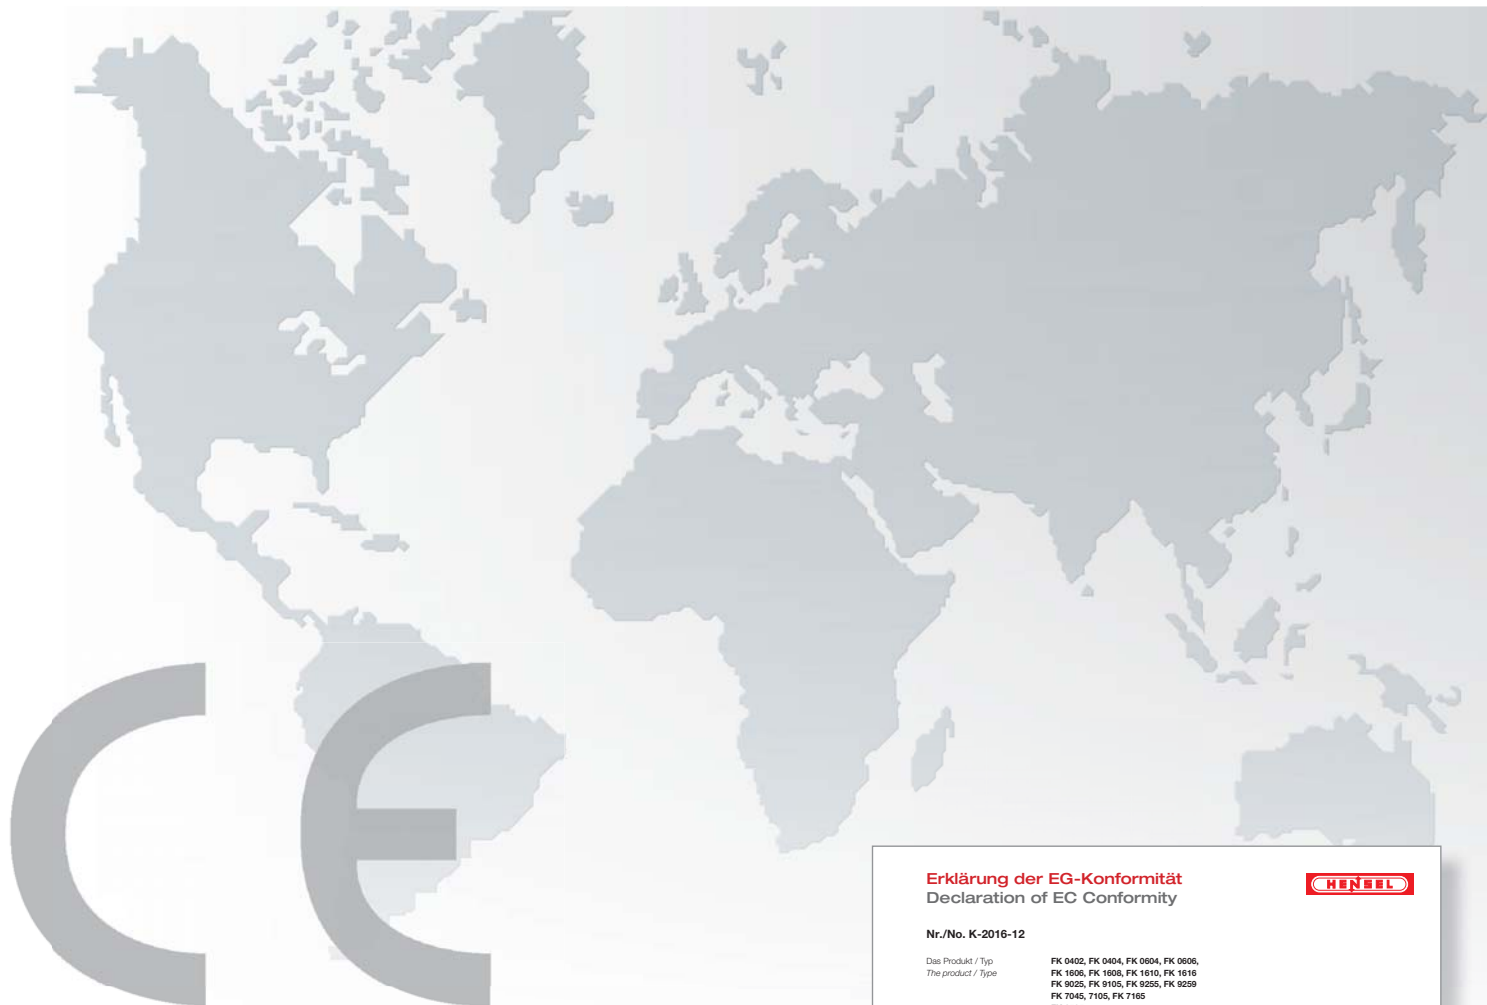 CE
Erklärung der EG-Konformität
HENSEL
Declaration of EC Conformity
Nr./No. K-2016-12
Das Produkt / Typ FK 0402, FK 0404, FK 0604, FK 0606,
The product / Type FK 1606, FK 1608, FK 1610, FK 1616
FK 9025, FK 9105, FK 9255, FK 9259
FK 7045, 7105, FK 7165